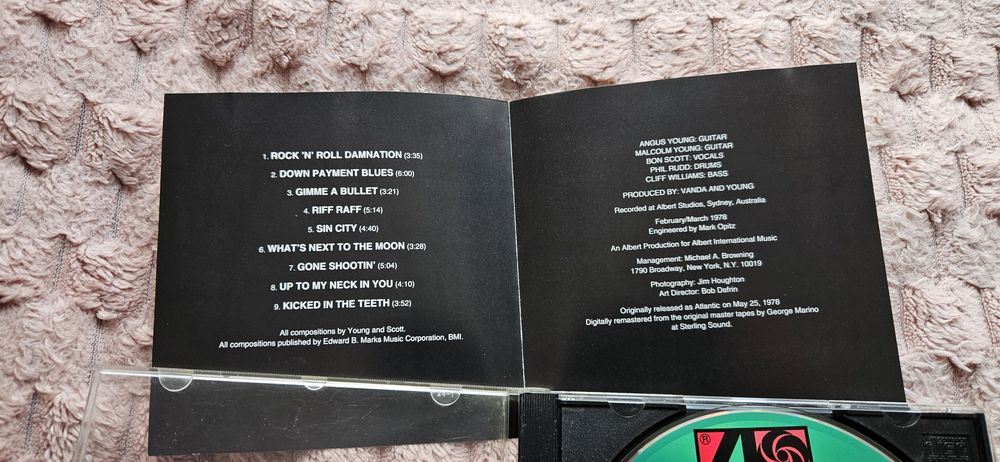 1. ROCK 'N' ROLL DAMNATION (3:35)
2. DOWN PAYMENT BLUES (6:00)
3. GIMME A BULLET (3:21)
4. RIFF RAFF (5:14)
5. SIN CITY (4:40)
6. WHAT'S NEXT TO THE MOON (3:28)
7. GONE SHOOTIN' (5:04)
8. UP TO MY NECK IN YOU (4:10)
9. KICKED IN THE TEETH (3:52)
All compositions by Young and Scott.
All compositions published by Edward B. Marks Music Corporation, BMI.
ANGUS YOUNG: GUITAR
MALCOLM YOUNG: GUITAR
BON SCOTT: VOCALS
PHIL RUDD: DRUMS
CLIFF WILLIAMS: BASS
PRODUCED BY: VANDA AND YOUNG
Recorded at Albert Studios, Sydney, Australia
February/March 1978
Engineered by Mark Opitz
An Albert Production for Albert International Music
Management: Michael A. Browning
1790 Broadway, New York, N.Y. 10019
Photography: Jim Houghton
Art Director: Bob Defrin
Originally released as Atlantic on May 25, 1978
Digitally remastered from the original master tapes by George Marino
at Sterling Sound.
®